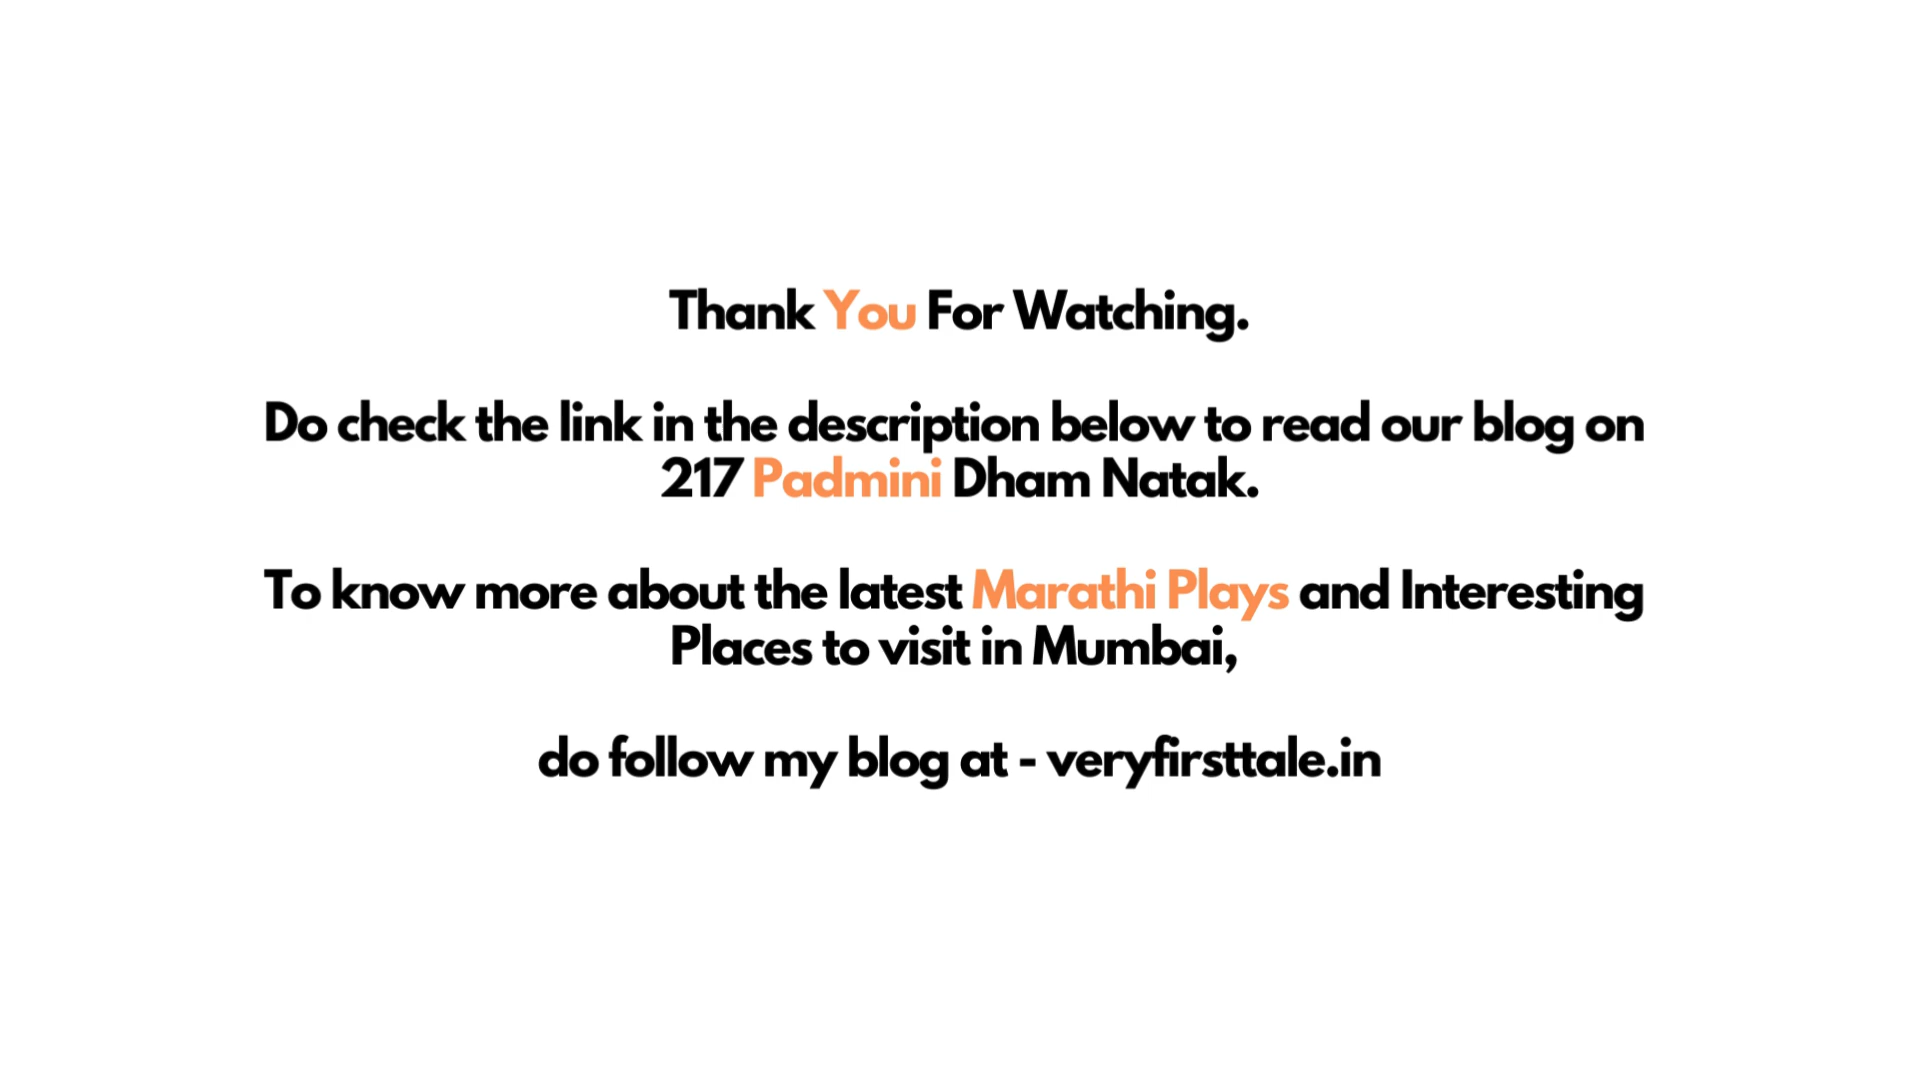 Thank You For Watching.
Do check the link in the description below to read our blog on
217 Padmini Dham Natak.
To know more about the latest Marathi Plays and Interesting
Places to visit in Mumbai,
do follow my blog at - veryfirsttale.in